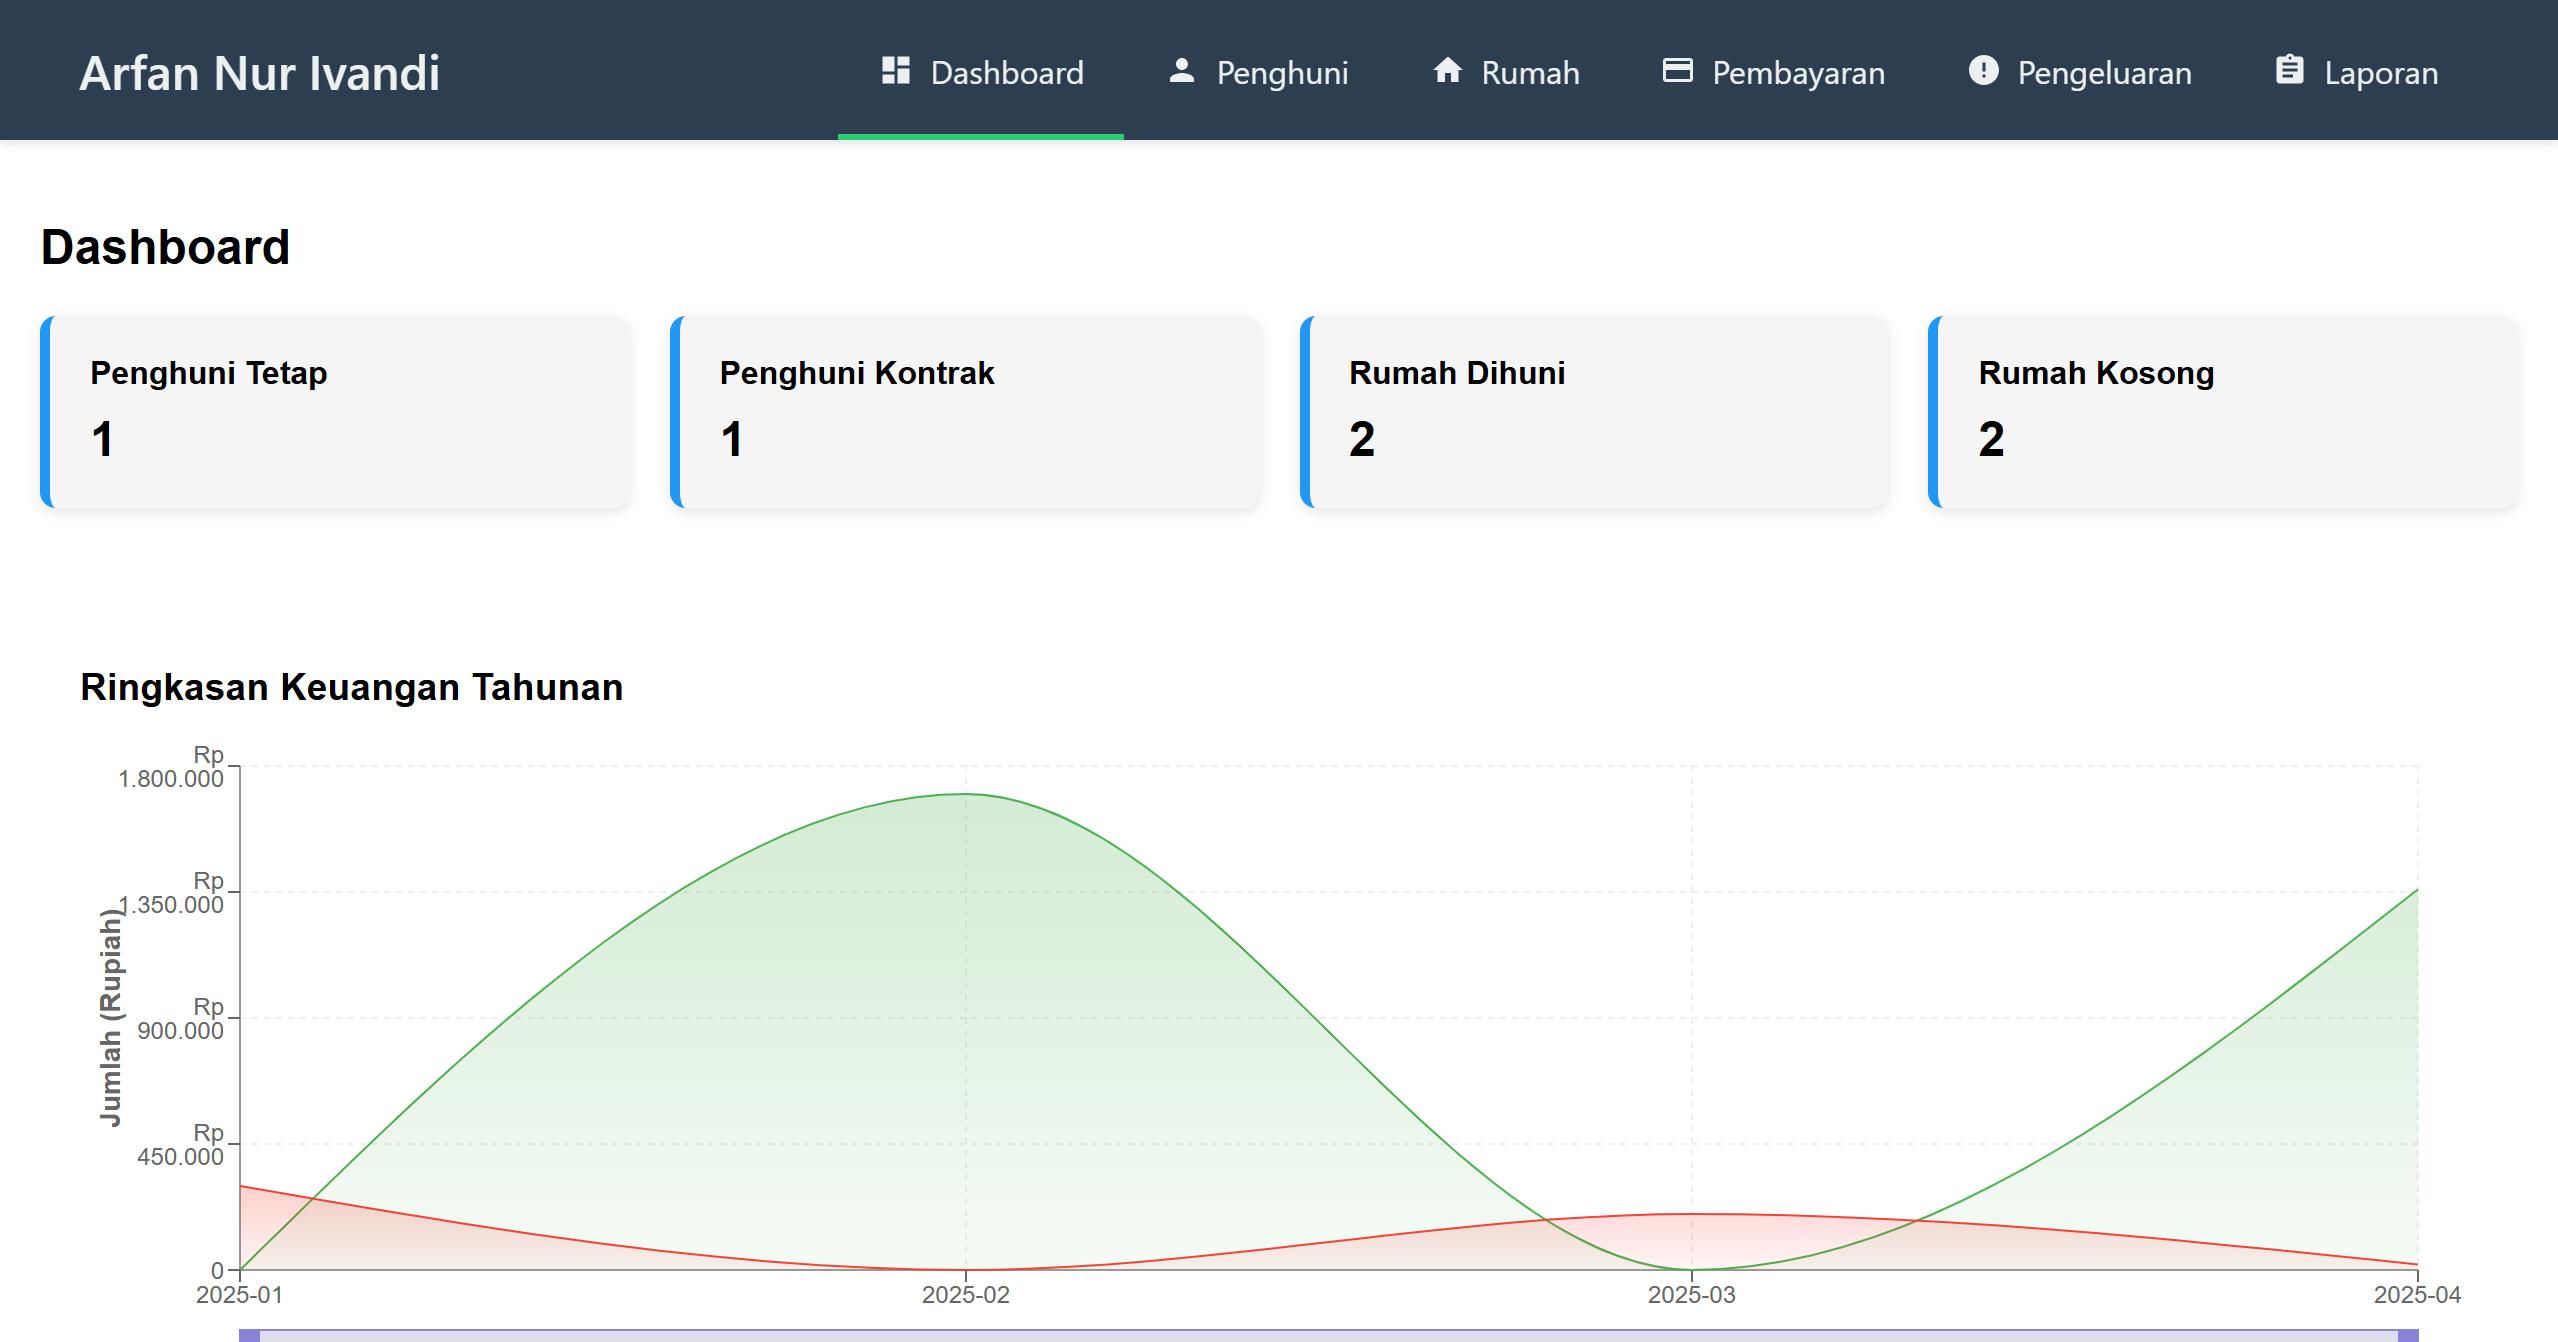 Arfan Nur Ivandi
Dashboard
Penghuni
Rumah
Pembayaran
Pengeluaran
Laporan
Dashboard
Penghuni Tetap
1
Penghuni Kontrak
1
Rumah Dihuni
2
Rumah Kosong
2
Ringkasan Keuangan Tahunan
Jumlah (Rupiah)
Rp
1.800.000
Rp
1.350.000
Rp
900.000
Rp
450.000
0
2025-01
2025-02
2025-03
2025-04